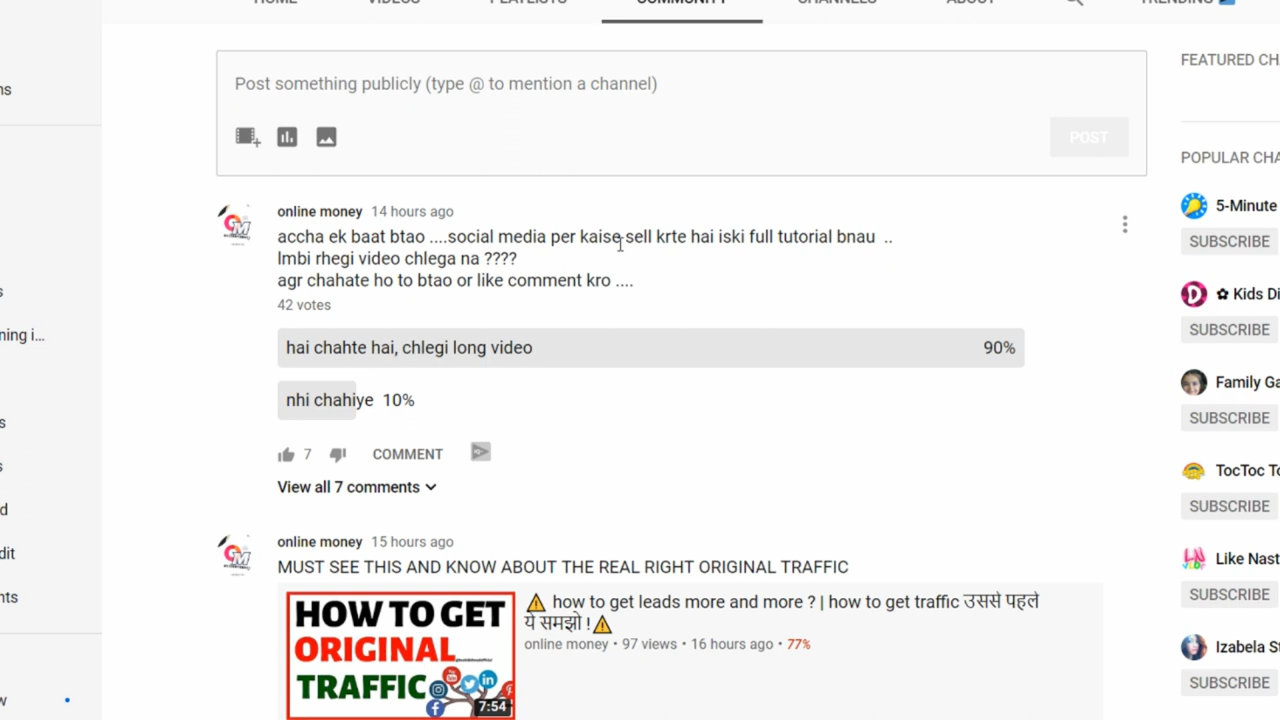 HOME VIDEOS PLAYLISTS COMMUNITY CHANNELS ABOUT TRENDING
Post something publicly (type @ to mention a channel)
POST
online money 14 hours ago
accha ek baat btao ....social media per kaise sell krte hai iski full tutorial bnau ..
lmbi rhegi video chlega na ????
agr chahate ho to btao or like comment kro ....
42 votes
hai chahte hai, chlegi long video 90%
nhi chahiye 10%
7 COMMENT
View all 7 comments
online money 15 hours ago
MUST SEE THIS AND KNOW ABOUT THE REAL RIGHT ORIGINAL TRAFFIC
HOW TO GET
ORIGINAL
TRAFFIC
7:54
⚠ how to get leads more and more ? | how to get traffic उससे पहले
ये समझो !⚠
online money • 97 views • 16 hours ago • 77%
FEATURED CH
POPULAR CHA
5-Minute
SUBSCRIBE
✿ Kids Di
SUBSCRIBE
Family Ga
SUBSCRIBE
TocToc To
SUBSCRIBE
Like Nast
SUBSCRIBE
Izabela St
SUBSCRIBE
ns
s
ning i...
s
s
d
dit
nts
w